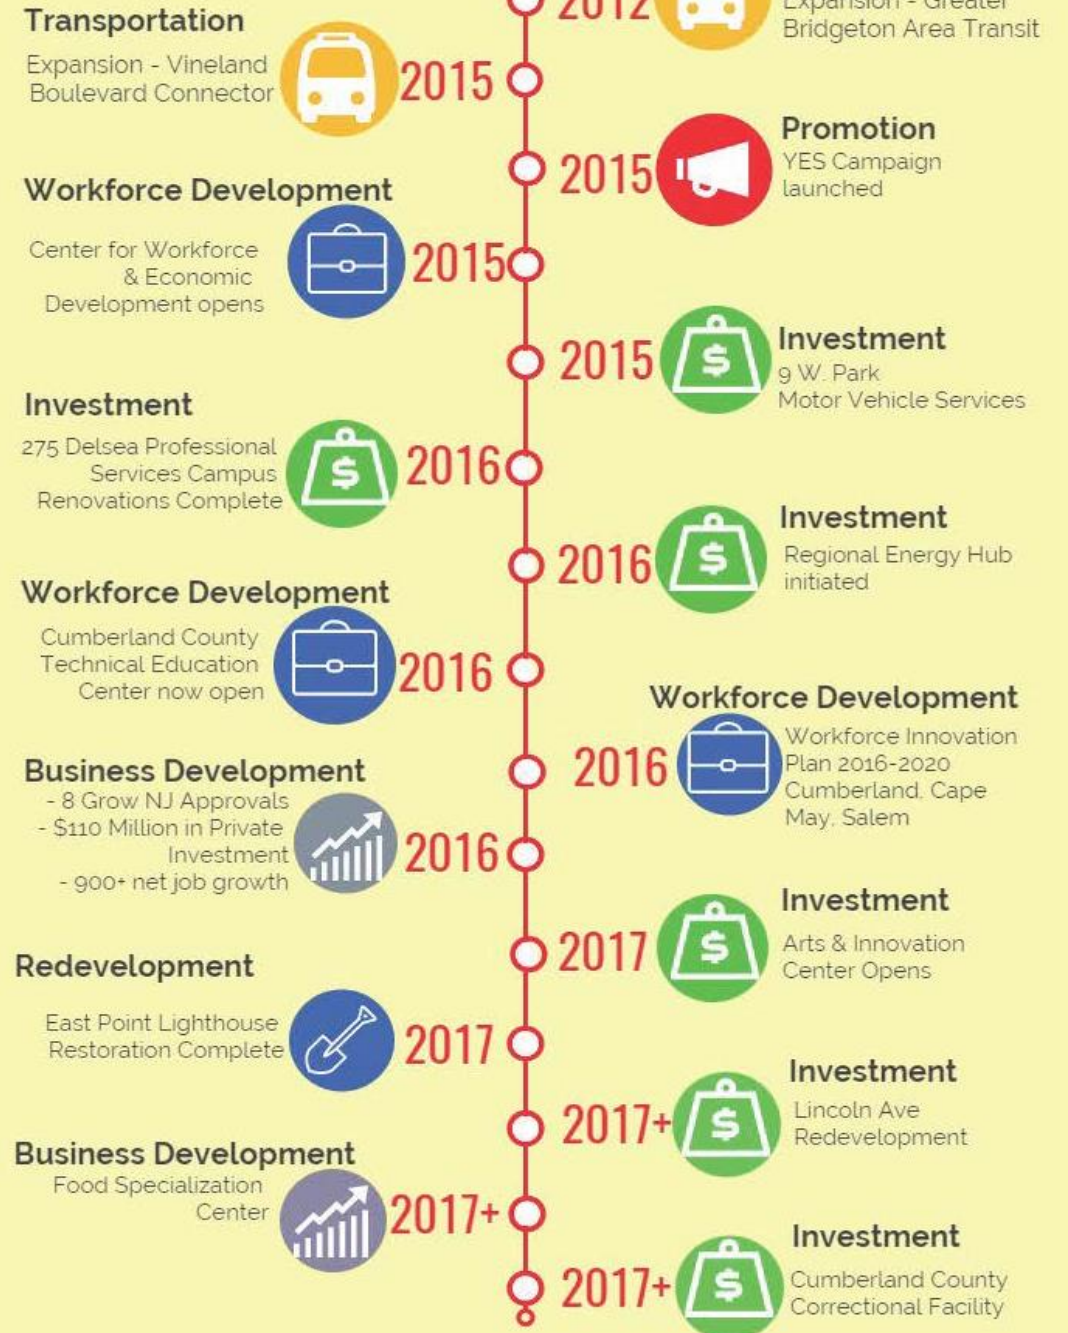 2012
Expansion - Greater
Bridgeton Area Transit
Transportation
Expansion - Vineland
Boulevard Connector
2015
2015
Promotion
YES Campaign
launched
Workforce Development
Center for Workforce
& Economic
Development opens
2015
2015
Investment
9 W. Park
Motor Vehicle Services
Investment
275 Delsea Professional
Services Campus
Renovations Complete
$
2016
2016
$
Investment
Regional Energy Hub
initiated
Workforce Development
Cumberland County
Technical Education
Center now open
2016
Workforce Development
2016
Workforce Innovation
Plan 2016-2020
Cumberland, Cape
May, Salem
Business Development
- 8 Grow NJ Approvals
- $110 Million in Private
Investment
- 900+ net job growth
2016
2017
$
Investment
Arts & Innovation
Center Opens
Redevelopment
East Point Lighthouse
Restoration Complete
2017
2017+
$
Investment
Lincoln Ave
Redevelopment
Business Development
Food Specialization
Center
2017+
2017+
$
Investment
Cumberland County
Correctional Facility